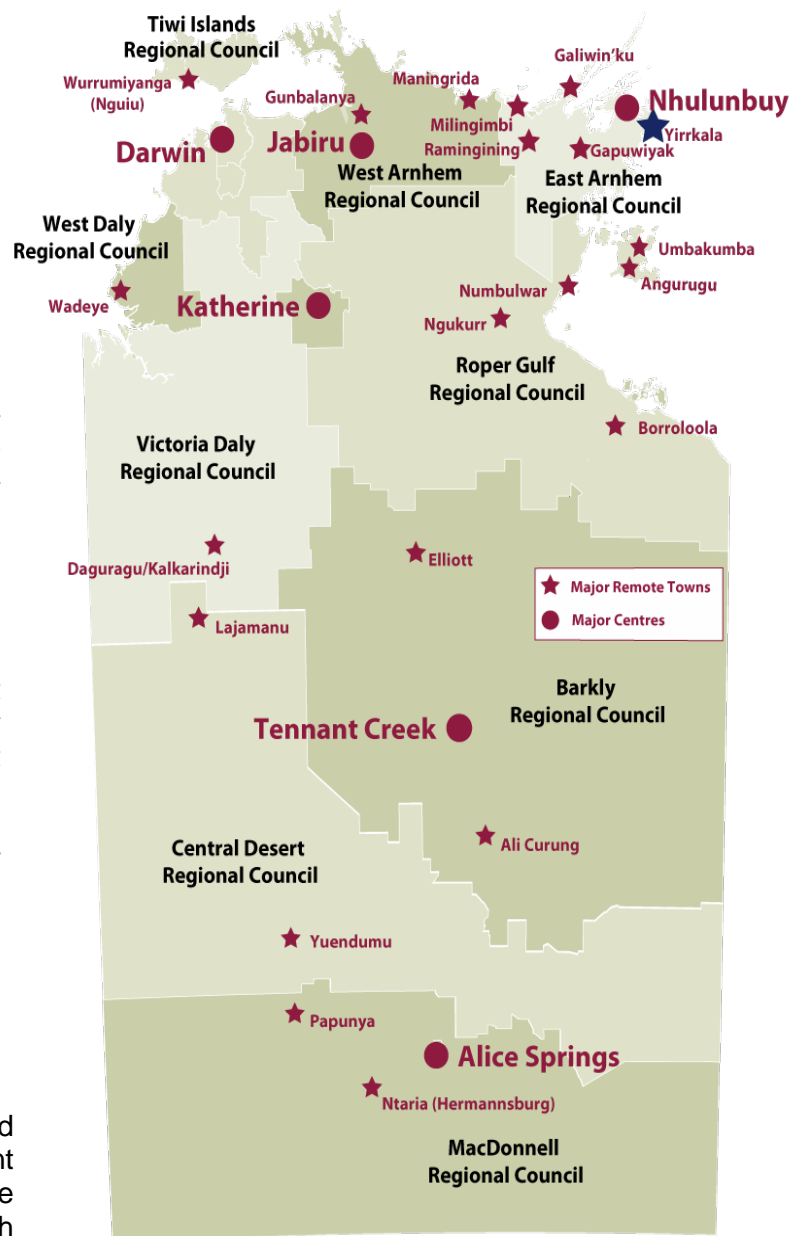 Tiwi Islands
Regional Council
Wurrumiyanga
(Nguiu)
Galiwin'ku
Maningrida
Gunbalanya
Nhulunbuy
Milingimbi
Yirrkala
Darwin
Jabiru
Ramingining
Gapuwiyak
West Arnhem
Regional Council
East Arnhem
Regional Council
West Daly
Regional Council
Umbakumba
Angurugu
Wadeye
Numbulwar
Katherine
Ngukurr
Roper Gulf
Regional Council
Borroloola
Victoria Daly
Regional Council
Elliott
Daguragu/Kalkarindji
Major Remote Towns
Major Centres
Lajamanu
Barkly
Regional Council
Tennant Creek
Ali Curung
Central Desert
Regional Council
Yuendumu
Papunya
Alice Springs
Ntaria (Hermannsburg)
MacDonnell
Regional Council